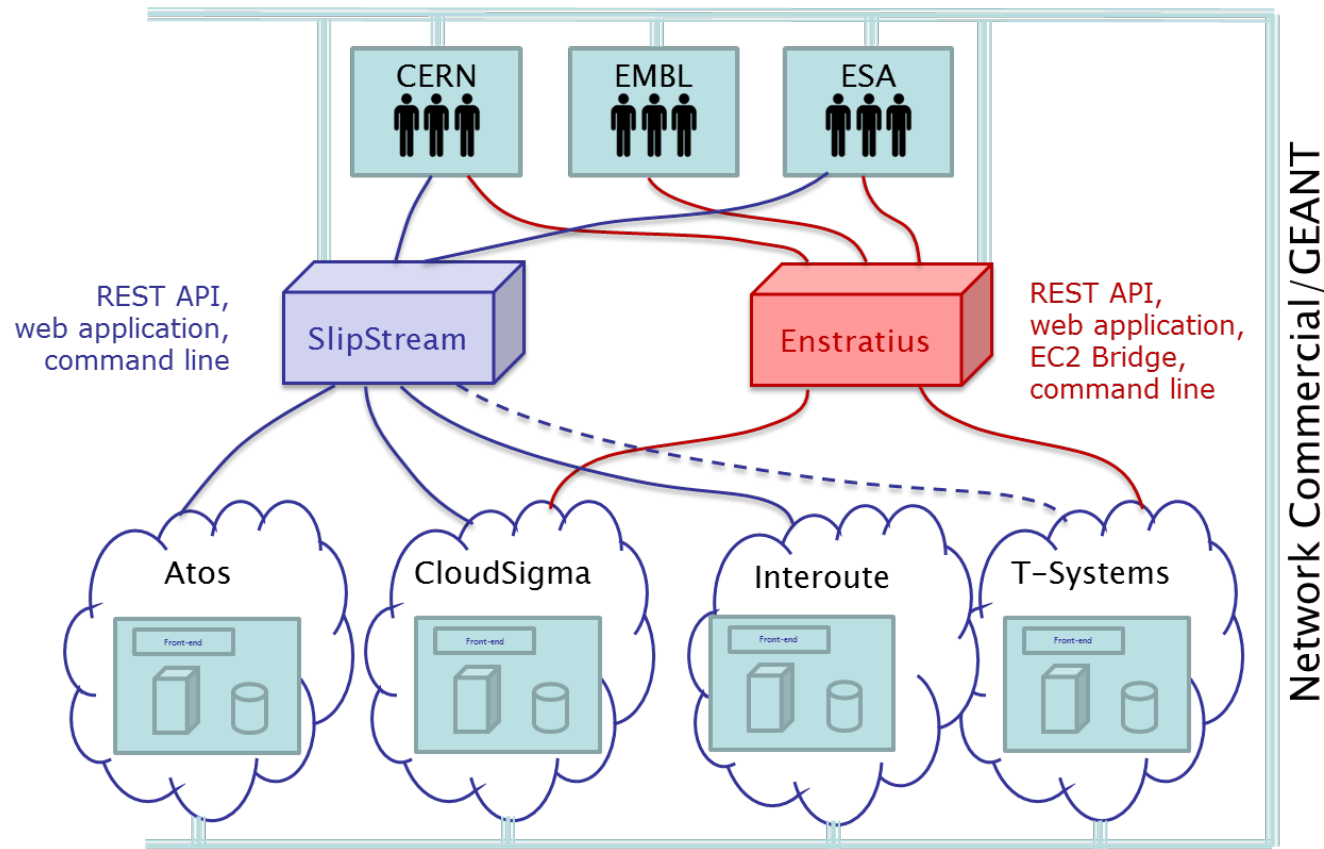 CERN
EMBL
ESA
REST API,
web application,
command line
SlipStream
Enstratius
REST API,
web application,
EC2 Bridge,
command line
Network Commercial/GEANT
Atos
CloudSigma
Interoute
T-Systems
Front-end
Front-end
Front-end
Front-end